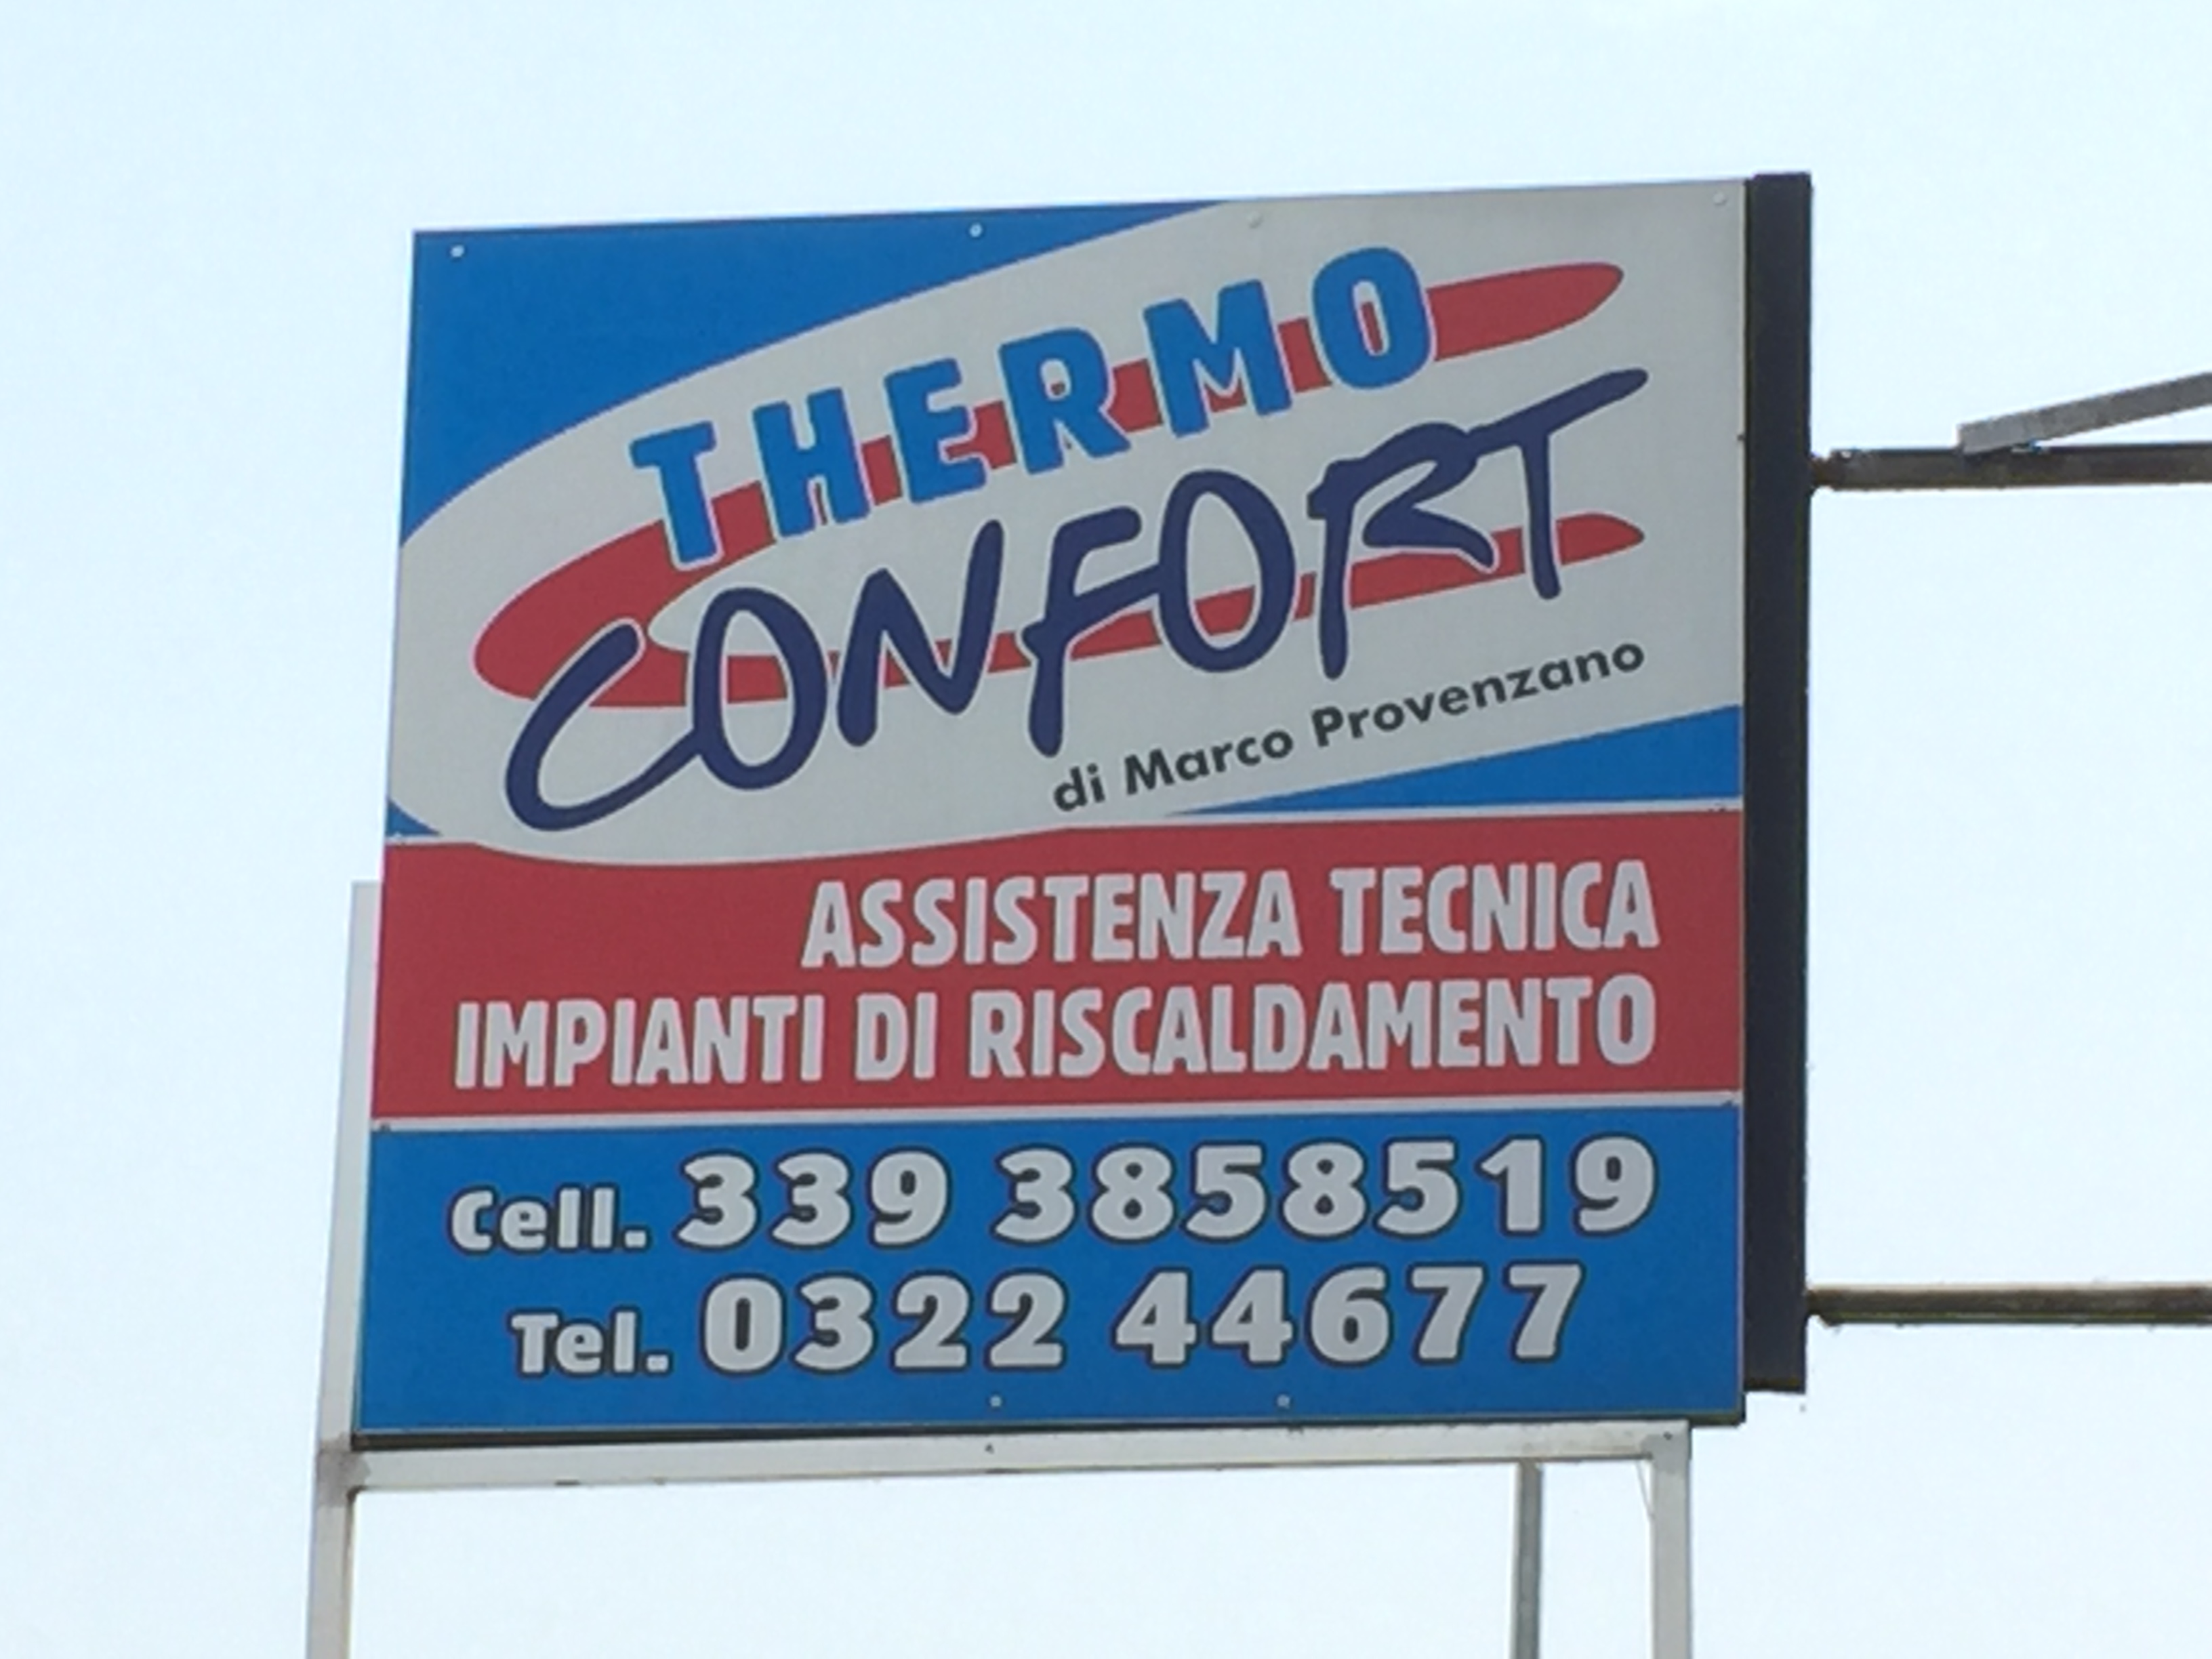 THERMO
CONFORT
di Marco Provenzano
ASSISTENZA TECNICA
IMPIANTI DI RISCALDAMENTO
Cell. 339 3858519
Tel. 0322 44677